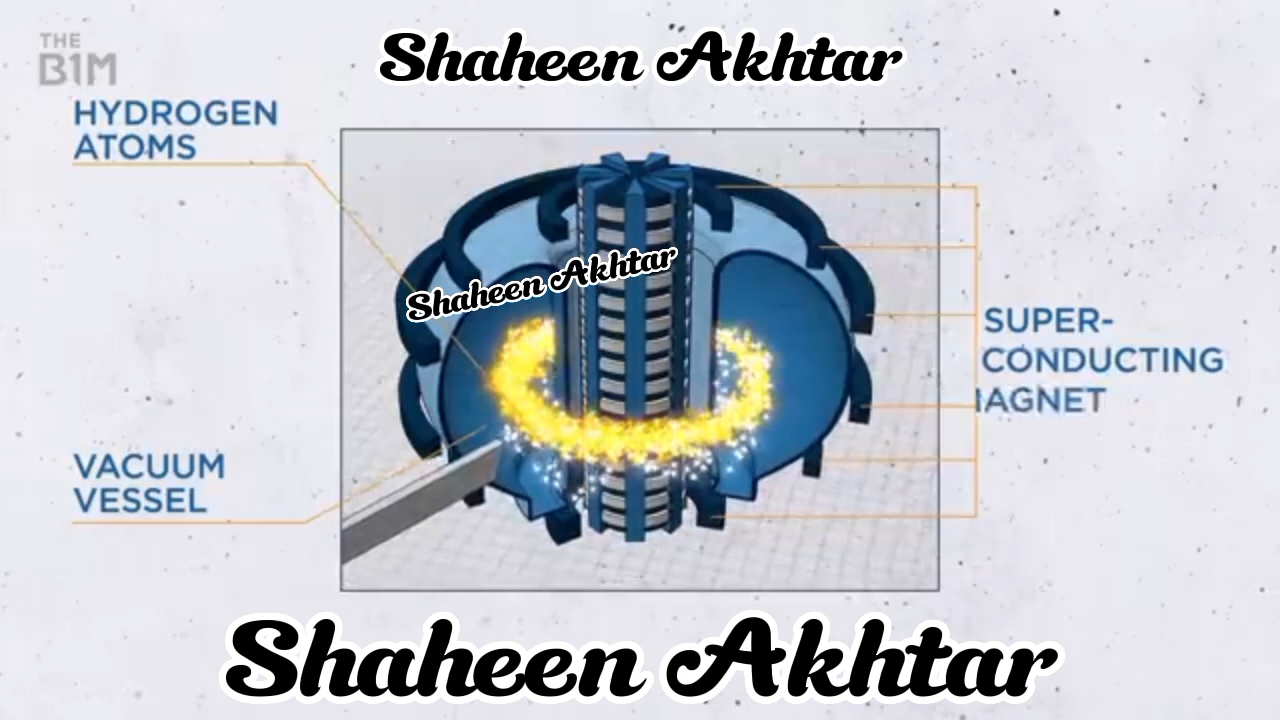 Shaheen Akhtar
THE
B1M
HYDROGEN
ATOMS
Shaheen Akhtar
SUPER-
CONDUCTING
AGNET
VACUUM
VESSEL
Shaheen Akhtar